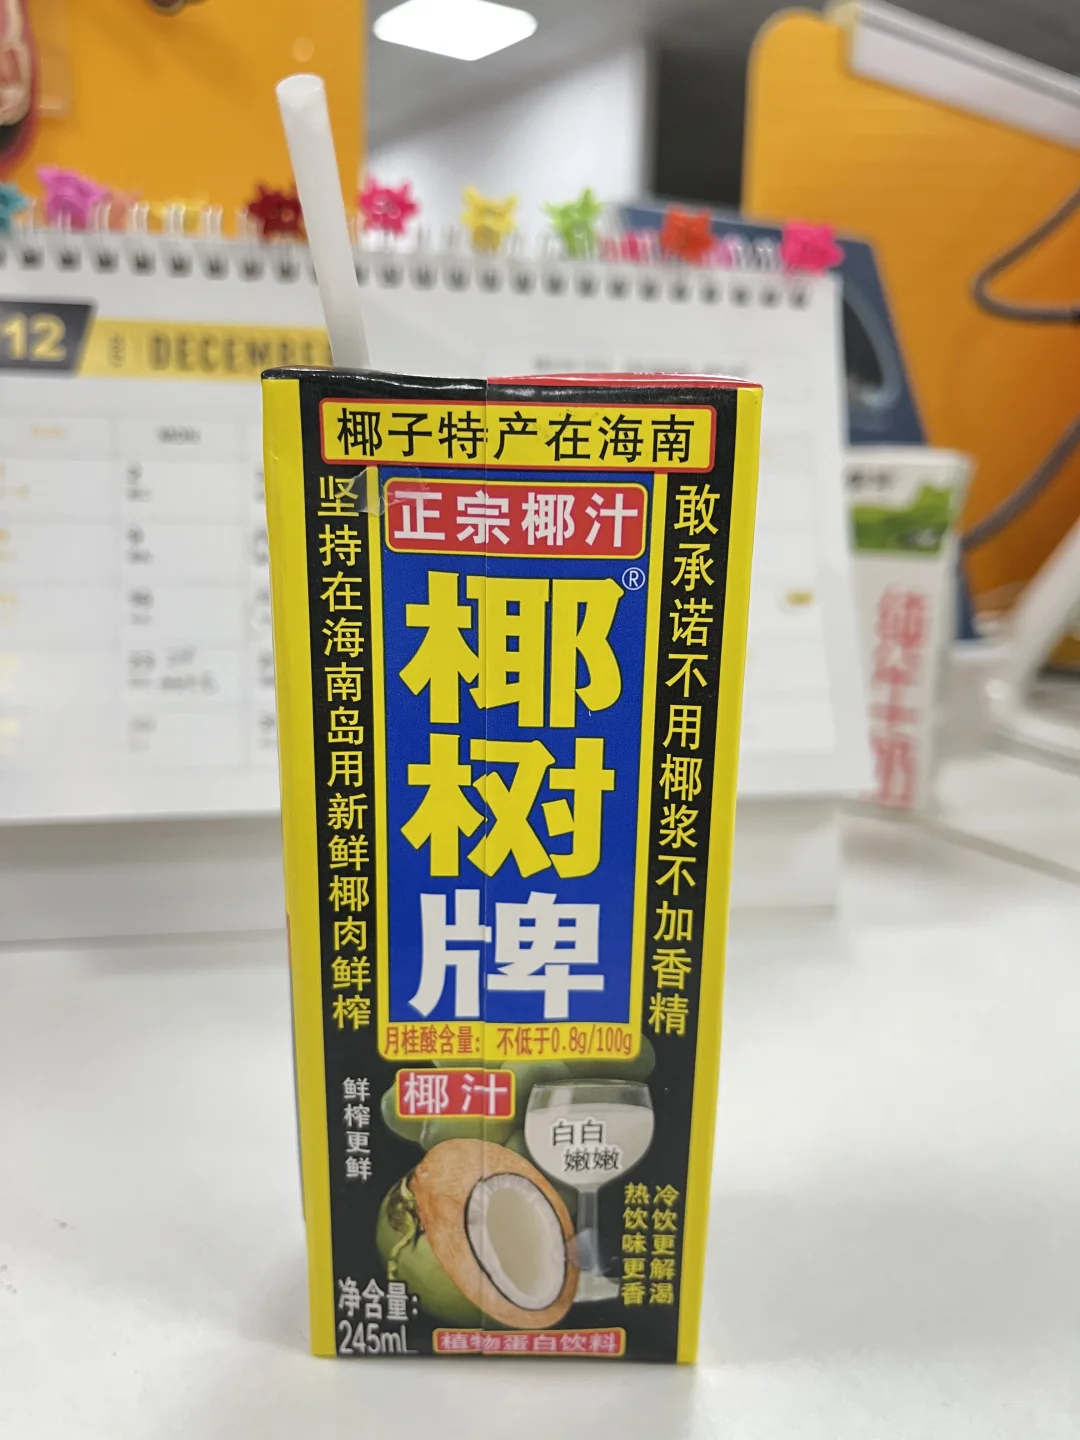 12
DECEMBER
MON
椰子特产在海南
坚持在海南岛用新鲜椰肉鲜榨
正宗椰汁
椰树牌
®
敢承诺不用椰浆不加香精
月桂酸含量: 不低于0.8g/100g
椰汁
鲜榨更鲜
白白
嫩嫩
冷饮更解渴
热饮味更香
净含量:
245mL
植物蛋白饮料
纯牛奶